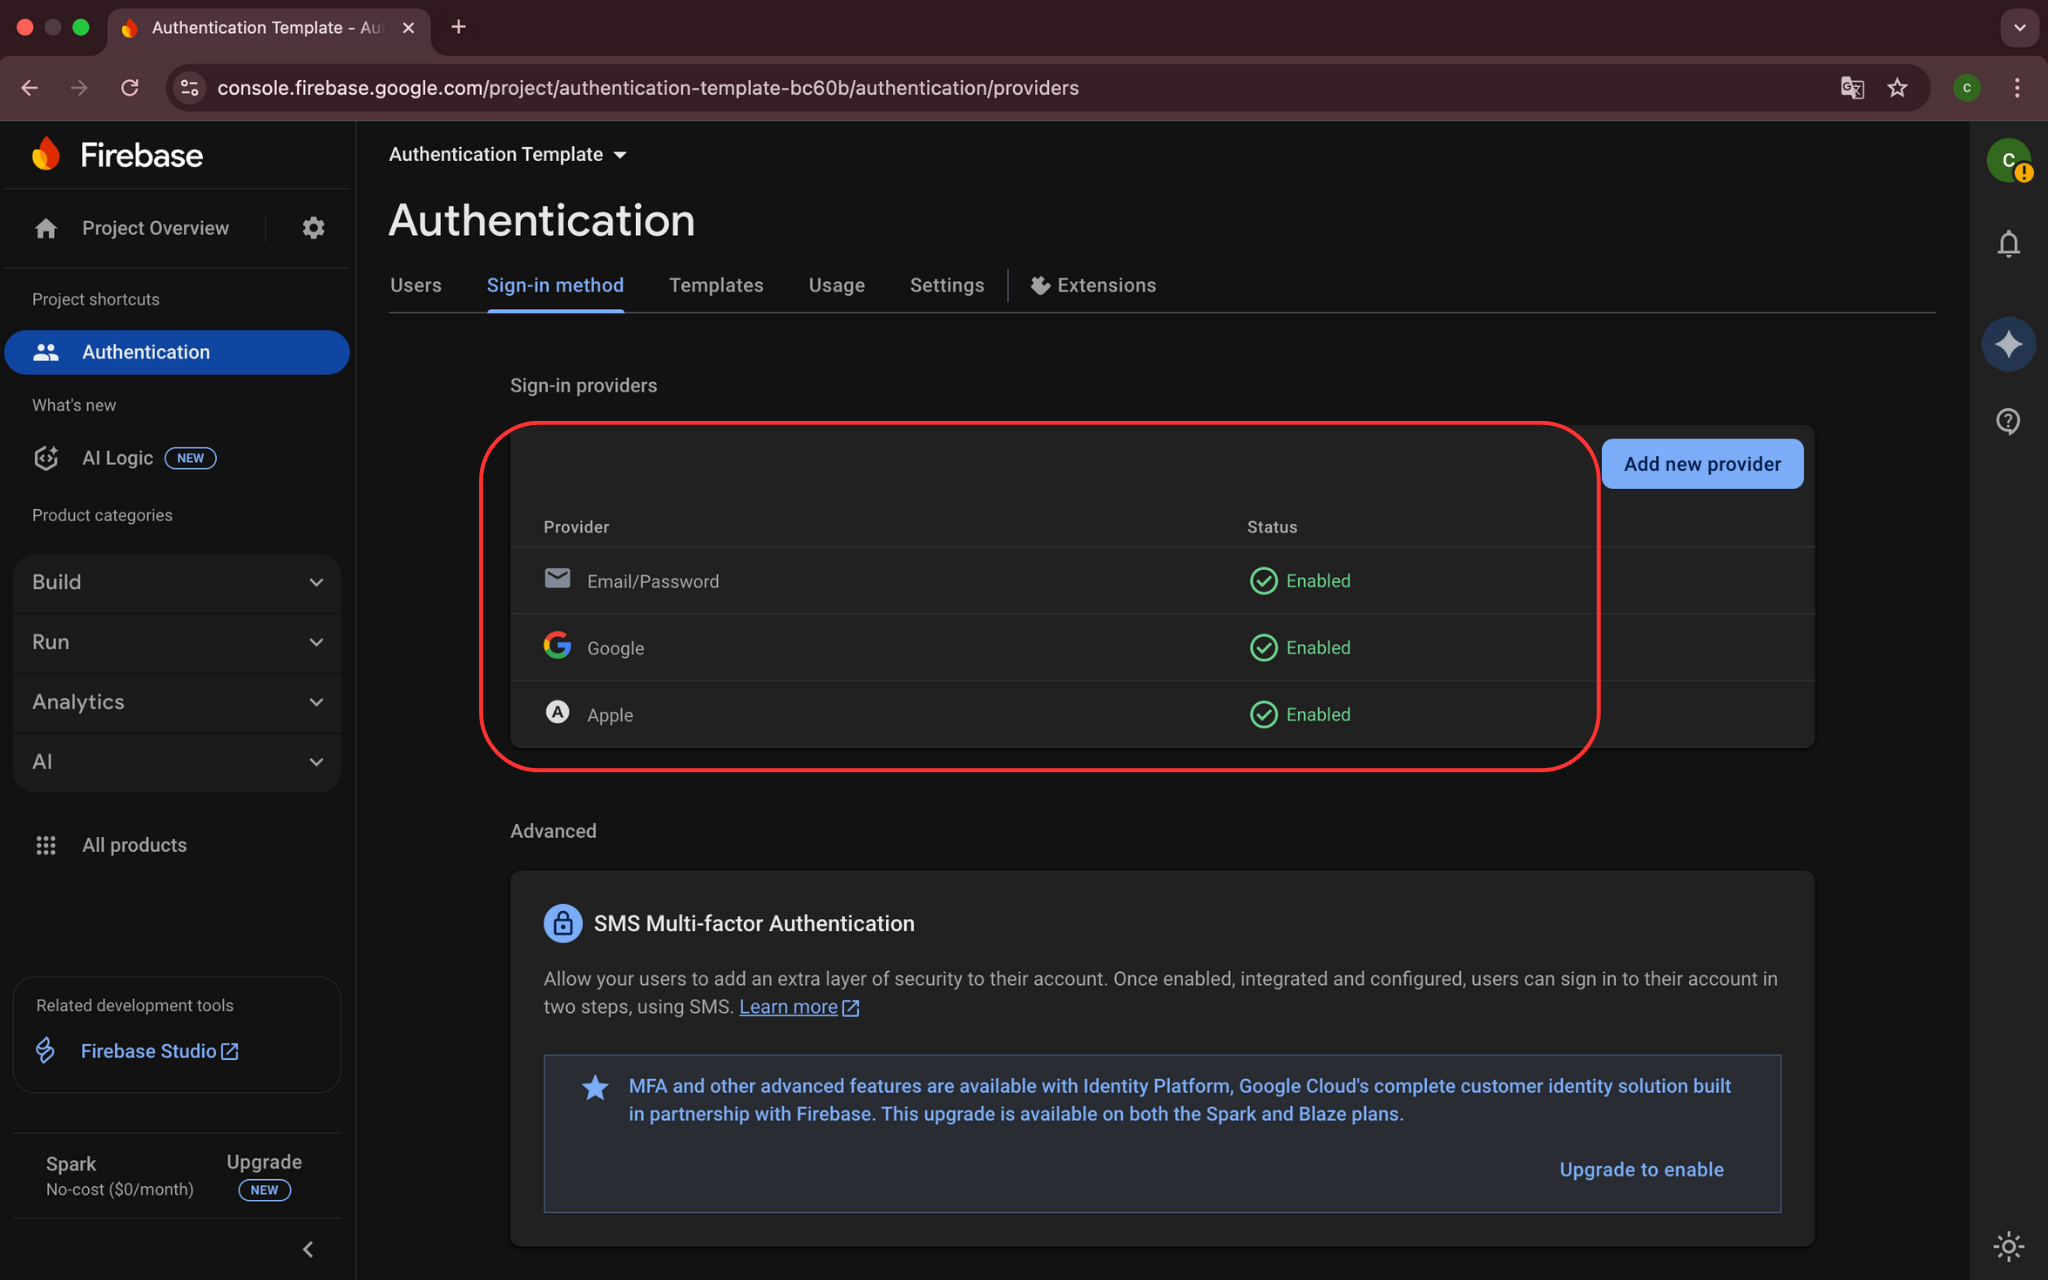 Authentication Template - Au
console.firebase.google.com/project/authentication-template-bc60b/authentication/providers
C
Firebase
Project Overview
Project shortcuts
Authentication
What's new
AI Logic NEW
Product categories
Build
Run
Analytics
AI
All products
Related development tools
Firebase Studio
Spark
No-cost ($0/month)
Upgrade
NEW
Authentication Template
Authentication
Users Sign-in method Templates Usage Settings Extensions
Sign-in providers
Add new provider
Provider Status
Email/Password Enabled
Google Enabled
A Apple Enabled
Advanced
SMS Multi-factor Authentication
Allow your users to add an extra layer of security to their account. Once enabled, integrated and configured, users can sign in to their account in
two steps, using SMS. Learn more
MFA and other advanced features are available with Identity Platform, Google Cloud's complete customer identity solution built
in partnership with Firebase. This upgrade is available on both the Spark and Blaze plans.
Upgrade to enable
C